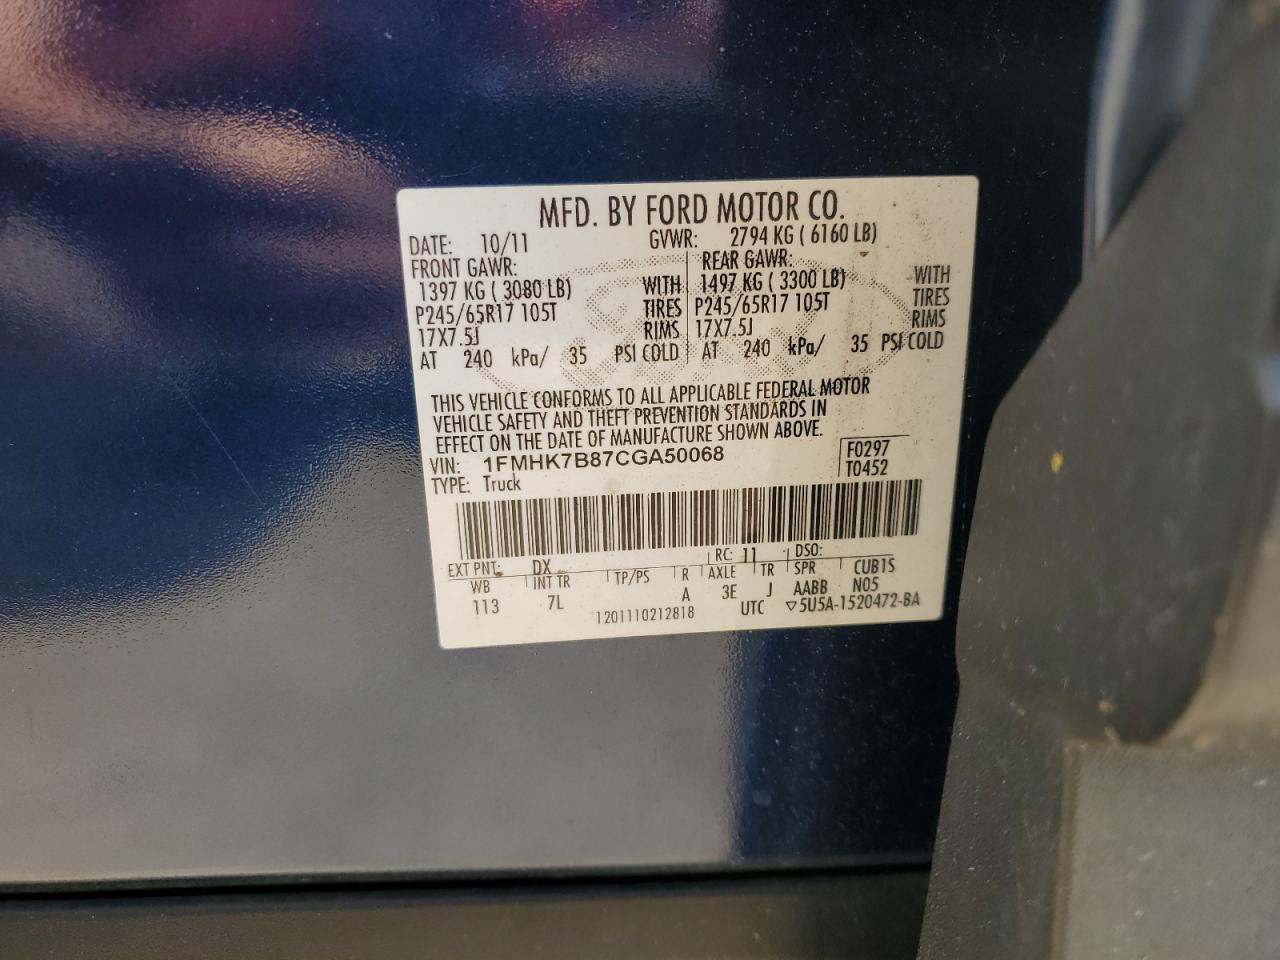 MFD. BY FORD MOTOR CO.
DATE: 10/11 GVWR: 2794 KG ( 6160 LB)
FRONT GAWR: REAR GAWR:
1397 KG ( 3080 LB) WITH 1497 KG ( 3300 LB) WITH
P245/65R17 105T TIRES P245/65R17 105T TIRES
17X7.5J RIMS 17X7.5J RIMS
AT 240 kPa/ 35 PSI COLD AT 240 kPa/ 35 PSI COLD
THIS VEHICLE CONFORMS TO ALL APPLICABLE FEDERAL MOTOR
VEHICLE SAFETY AND THEFT PREVENTION STANDARDS IN
EFFECT ON THE DATE OF MANUFACTURE SHOWN ABOVE.
VIN: 1FMHK7B87CGA50068 F0297
TYPE: Truck T0452
EXT PNT: DX RC: 11 DSO:
WB INT TR TP/PS R AXLE TR SPR CUB1S
113 7L A 3E J AABB N05
1201110212818 UTC ▽5U5A-1520472-BA